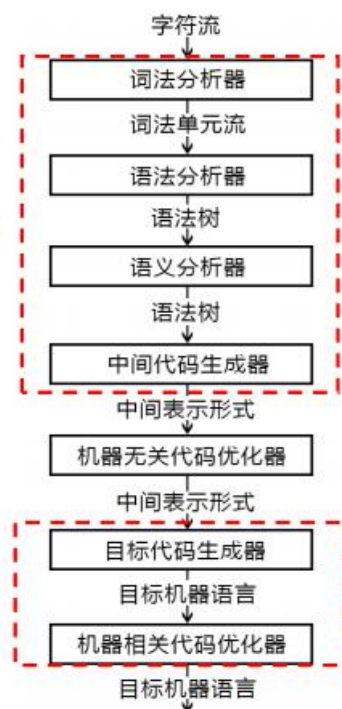 字符流
词法分析器
词法单元流
语法分析器
语法树
语义分析器
语法树
中间代码生成器
中间表示形式
机器无关代码优化器
中间表示形式
目标代码生成器
目标机器语言
机器相关代码优化器
目标机器语言